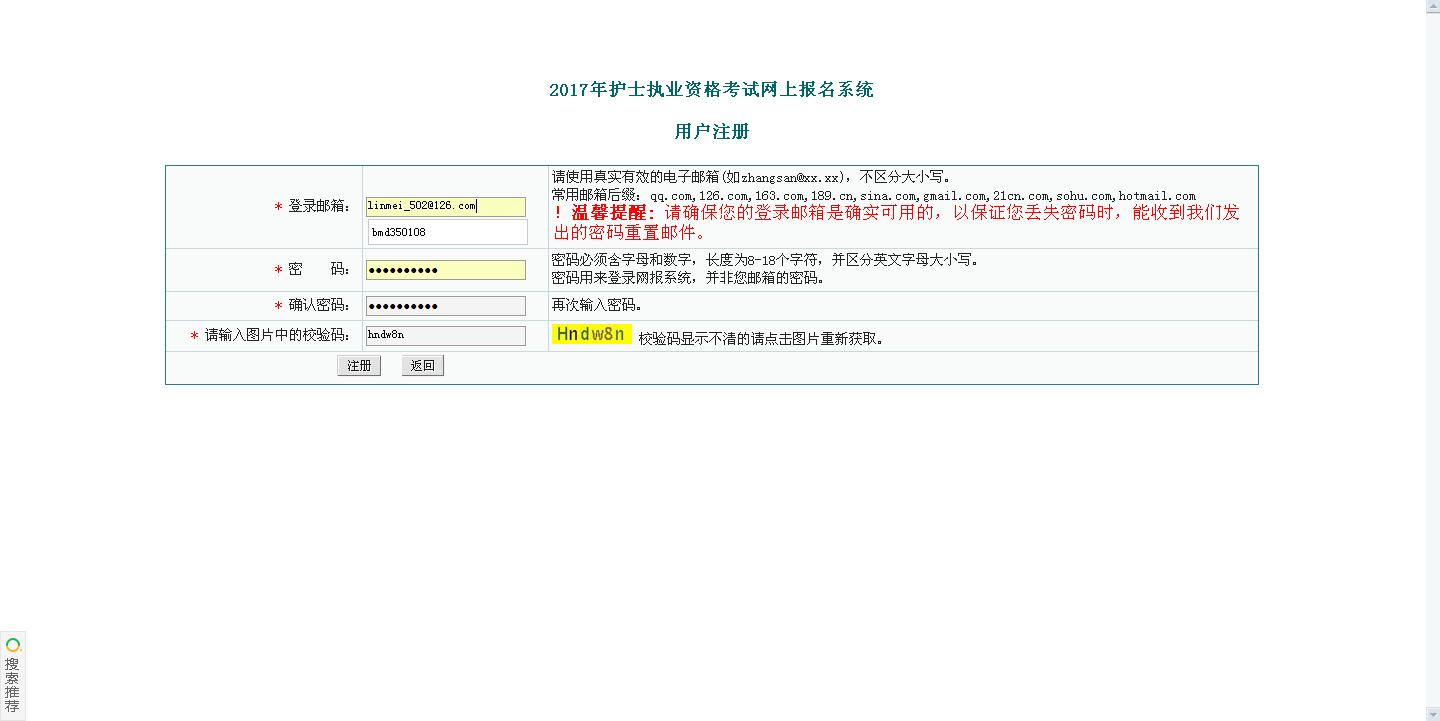 2017年护士执业资格考试网上报名系统
用户注册
请使用真实有效的电子邮箱(如zhangsan@xx.xx)，不区分大小写。
常用邮箱后缀：qq.com,126.com,163.com,189.cn,sina.com,gmail.com,21cn.com,sohu.com,hotmail.com
* 登录邮箱： linmei_502@126.com
! 温馨提醒：请确保您的登录邮箱是确实可用的，以保证您丢失密码时，能收到我们发
出的密码重置邮件。
bmd350108
密码必须含字母和数字，长度为8-18个字符，并区分英文字母大小写。
* 密 码： ●●●●●●●●●●
密码用来登录网报系统，并非您邮箱的密码。
* 确认密码： ●●●●●●●●●● 再次输入密码。
* 请输入图片中的校验码： hndw8n Hndw8n 校验码显示不清的请点击图片重新获取。
注册 返回
搜
索
推
荐